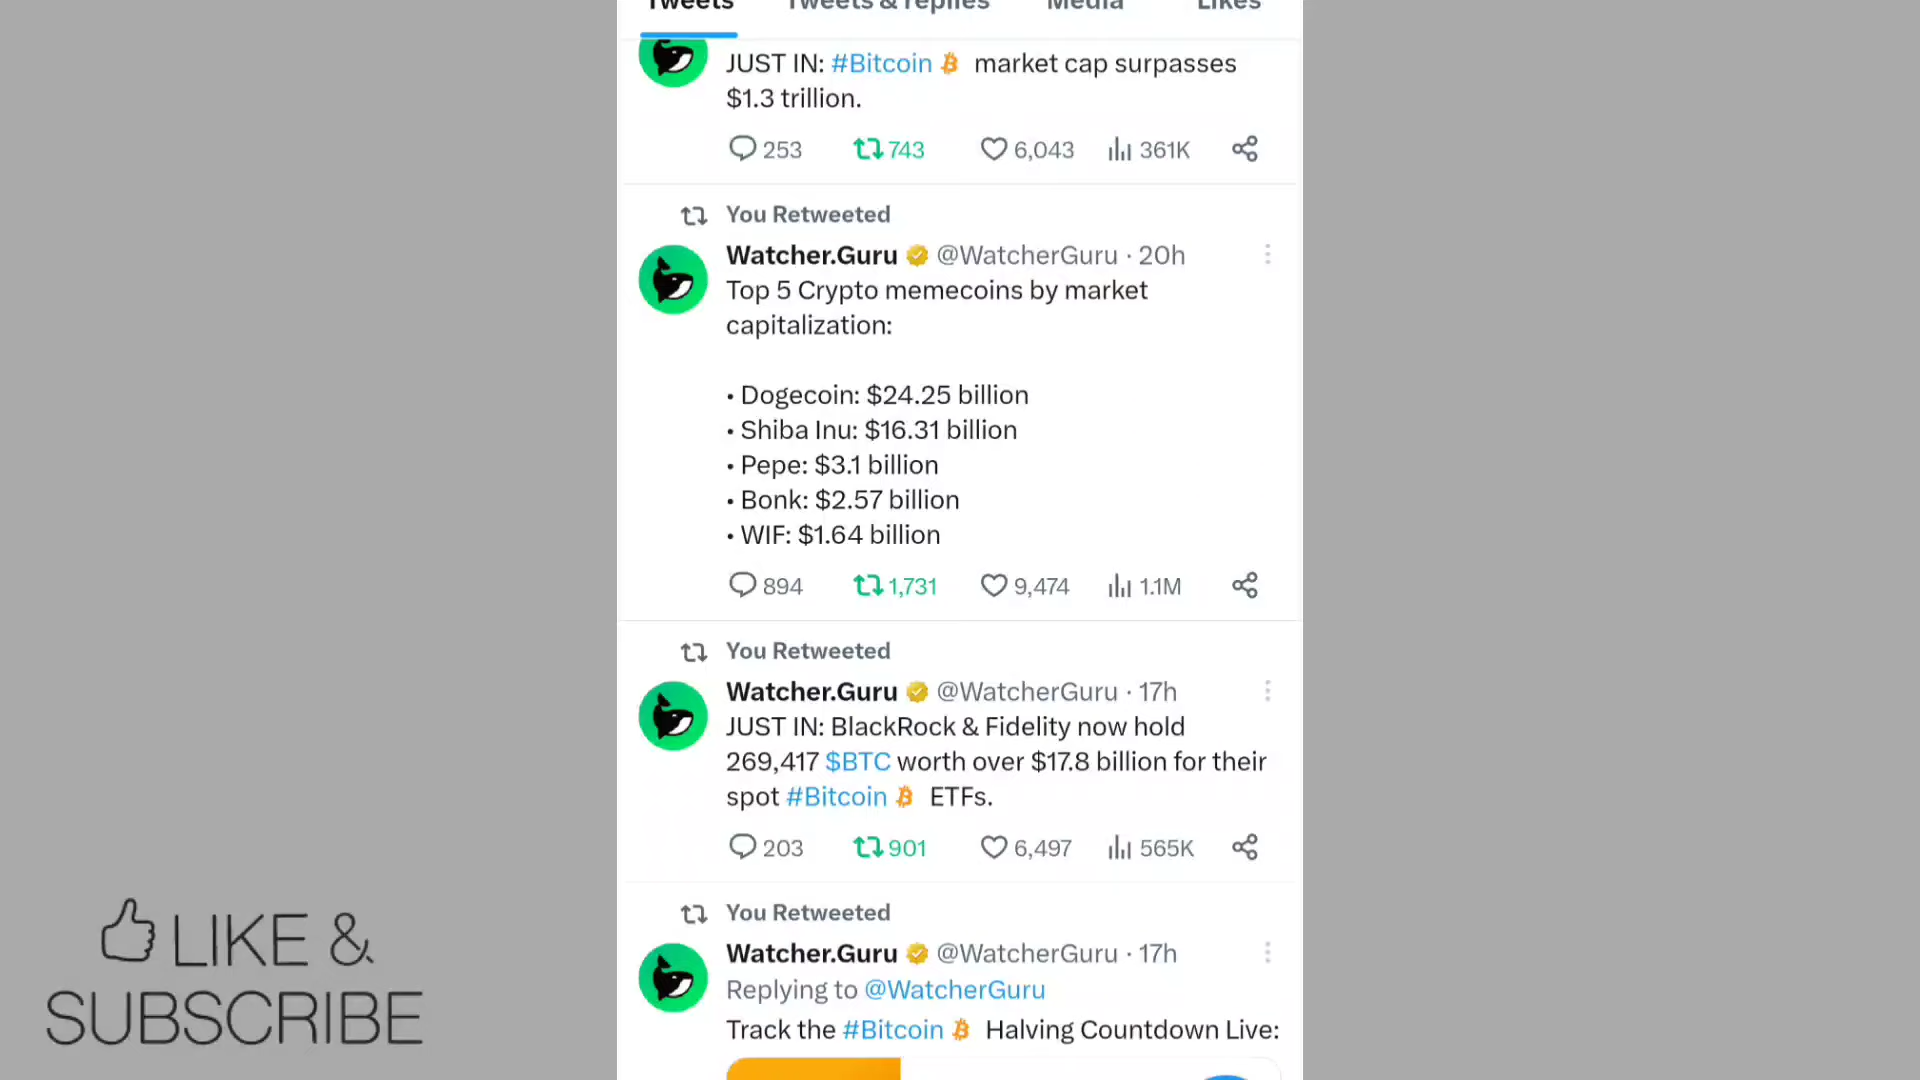 Tweets Tweets & replies Media Likes
JUST IN: #Bitcoin market cap surpasses
$1.3 trillion.
253 743 6,043 361K
You Retweeted
Watcher.Guru @WatcherGuru · 20h
Top 5 Crypto memecoins by market
capitalization:
• Dogecoin: $24.25 billion
• Shiba Inu: $16.31 billion
• Pepe: $3.1 billion
• Bonk: $2.57 billion
• WIF: $1.64 billion
894 1,731 9,474 1.1M
You Retweeted
Watcher.Guru @WatcherGuru · 17h
JUST IN: BlackRock & Fidelity now hold
269,417 $BTC worth over $17.8 billion for their
spot #Bitcoin ETFs.
203 901 6,497 565K
You Retweeted
Watcher.Guru @WatcherGuru · 17h
Replying to @WatcherGuru
Track the #Bitcoin Halving Countdown Live:
LIKE &
SUBSCRIBE